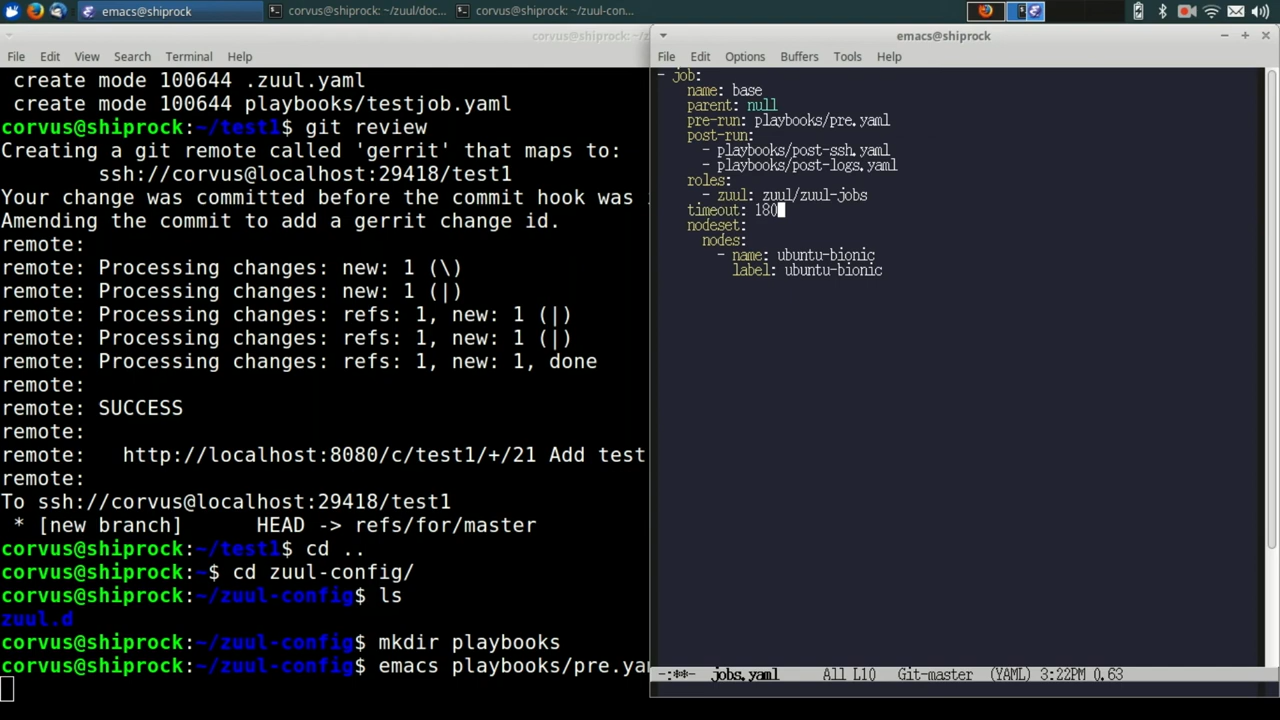 emacs@shiprock
corvus@shiprock: ~/zuul/doc...
corvus@shiprock: ~/zuul-con...
corvus@shiprock: ~/zu
File Edit View Search Terminal Help
create mode 100644 .zuul.yaml
create mode 100644 playbooks/testjob.yaml
corvus@shiprock:~/test1$ git review
Creating a git remote called 'gerrit' that maps to:
ssh://corvus@localhost:29418/test1
Your change was committed before the commit hook was
Amending the commit to add a gerrit change id.
remote:
remote: Processing changes: new: 1 (\)
remote: Processing changes: new: 1 (|)
remote: Processing changes: refs: 1, new: 1 (|)
remote: Processing changes: refs: 1, new: 1 (|)
remote: Processing changes: refs: 1, new: 1, done
remote:
remote: SUCCESS
remote:
remote: http://localhost:8080/c/test1/+/21 Add test
remote:
To ssh://corvus@localhost:29418/test1
* [new branch] HEAD -> refs/for/master
corvus@shiprock:~/test1$ cd ..
corvus@shiprock:~$ cd zuul-config/
corvus@shiprock:~/zuul-config$ ls
zuul.d
corvus@shiprock:~/zuul-config$ mkdir playbooks
corvus@shiprock:~/zuul-config$ emacs playbooks/pre.yam
emacs@shiprock
File Edit Options Buffers Tools Help
- job:
name: base
parent: null
pre-run: playbooks/pre.yaml
post-run:
- playbooks/post-ssh.yaml
- playbooks/post-logs.yaml
roles:
- zuul: zuul/zuul-jobs
timeout: 180
nodeset:
nodes:
- name: ubuntu-bionic
label: ubuntu-bionic
-:**- jobs.yaml All L10 Git-master (YAML) 3:22PM 0.63